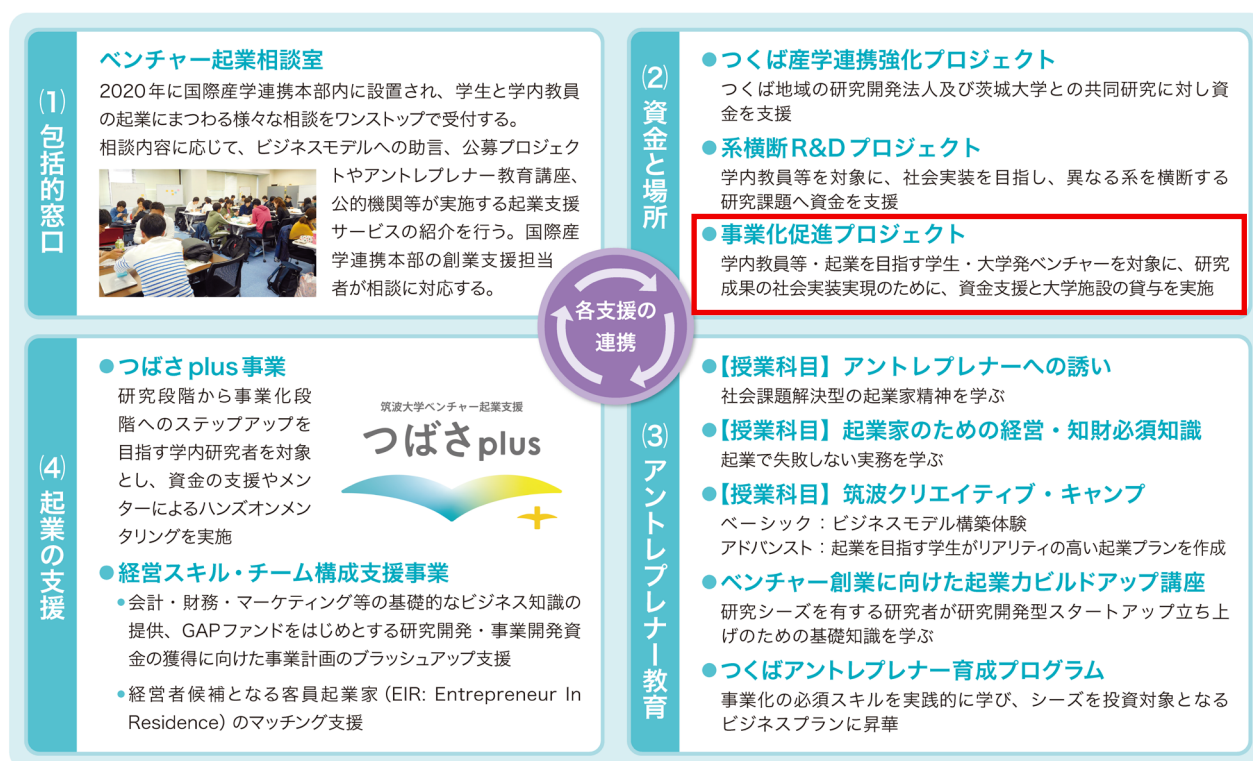 (1) 包括的窓口
ベンチャー起業相談室
2020年に国際産学連携本部内に設置され、学生と学内教員
の起業にまつわる様々な相談をワンストップで受付する。
相談内容に応じて、ビジネスモデルへの助言、公募プロジェク
トやアントレプレナー教育講座、
公的機関等が実施する起業支援
サービスの紹介を行う。国際産
学連携本部の創業支援担当
者が相談に対応する。
(2) 資金と場所
●つくば産学連携強化プロジェクト
つくば地域の研究開発法人及び茨城大学との共同研究に対し資
金を支援
●系横断R&Dプロジェクト
学内教員等を対象に、社会実装を目指し、異なる系を横断する
研究課題へ資金を支援
●事業化促進プロジェクト
学内教員等・起業を目指す学生・大学発ベンチャーを対象に、研究
成果の社会実装実現のために、資金支援と大学施設の貸与を実施
各支援の
連携
(3) アントレプレナー教育
●【授業科目】アントレプレナーへの誘い
社会課題解決型の起業家精神を学ぶ
●【授業科目】起業家のための経営・知財必須知識
起業で失敗しない実務を学ぶ
●【授業科目】筑波クリエイティブ・キャンプ
ベーシック：ビジネスモデル構築体験
アドバンスト：起業を目指す学生がリアリティの高い起業プランを作成
●ベンチャー創業に向けた起業力ビルドアップ講座
研究シーズを有する研究者が研究開発型スタートアップ立ち上
げのための基礎知識を学ぶ
●つくばアントレプレナー育成プログラム
事業化の必須スキルを実践的に学び、シーズを投資対象となる
ビジネスプランに昇華
(4) 起業の支援
●つばさplus事業
研究段階から事業化段
階へのステップアップを
目指す学内研究者を対象
とし、資金の支援やメン
ターによるハンズオンメン
タリングを実施
筑波大学ベンチャー起業支援
つばさplus
●経営スキル・チーム構成支援事業
●会計・財務・マーケティング等の基礎的なビジネス知識の
提供、GAPファンドをはじめとする研究開発・事業開発資
金の獲得に向けた事業計画のブラッシュアップ支援
●経営者候補となる客員起業家（EIR: Entrepreneur In
Residence）のマッチング支援